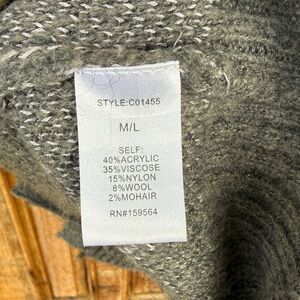 STYLE:C01455
M/L
SELF:
40%ACRYLIC
35%VISCOSE
15%NYLON
8%WOOL
2%MOHAIR
RN#159564